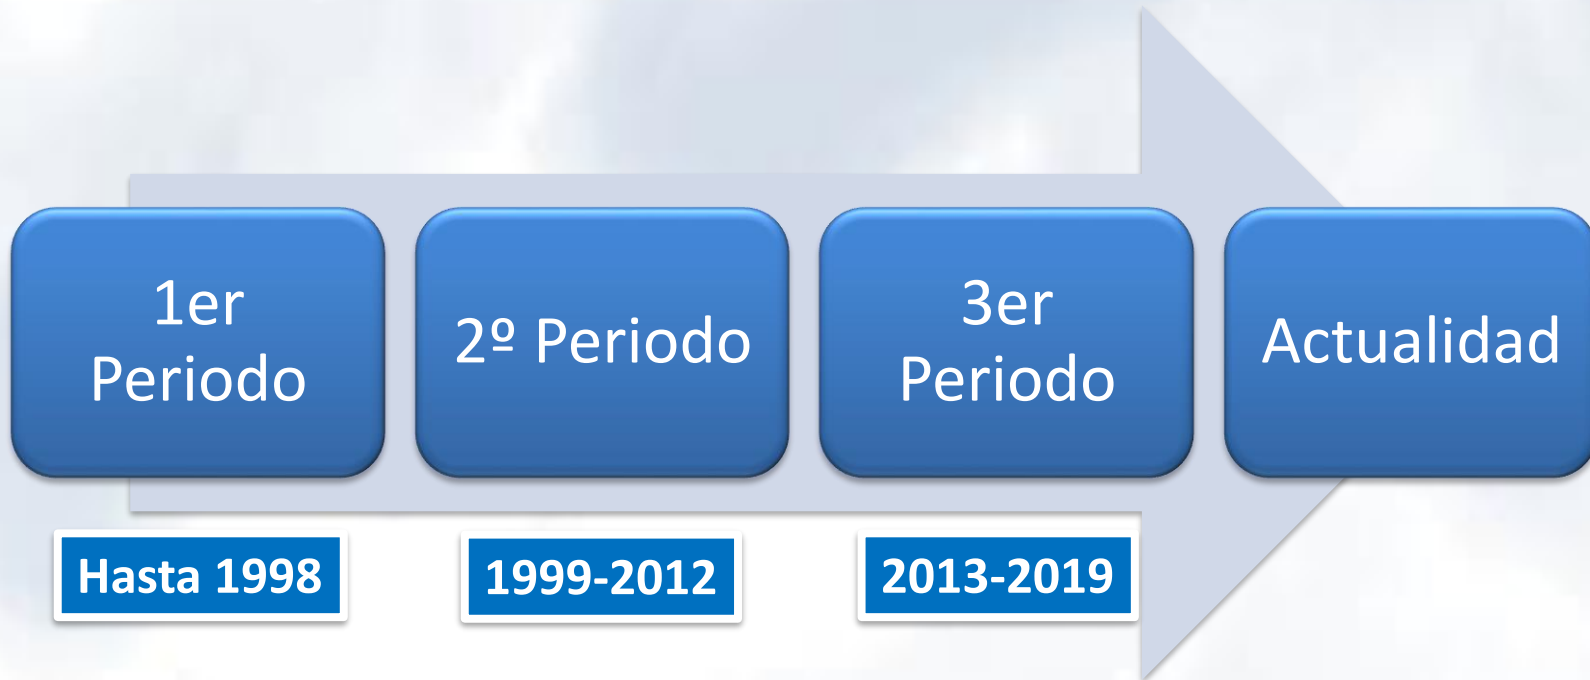 1er
Periodo
2º Periodo
3er
Periodo
Actualidad
Hasta 1998
1999-2012
2013-2019